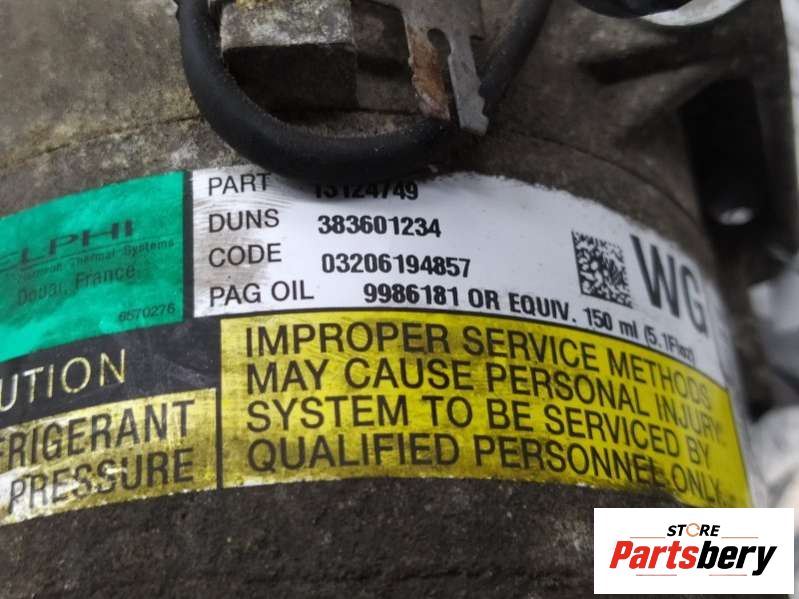 PART 13124749
DUNS 383601234
CODE 03206194857
PAG OIL 9986181 OR EQUIV. 150 ml (5.1Floz)
WG
ELPHI
Thermal-Systems
Douai, France
6570276
UTION
FRIGERANT
PRESSURE
IMPROPER SERVICE METHODS
MAY CAUSE PERSONAL INJURY.
SYSTEM TO BE SERVICED BY
QUALIFIED PERSONNEL ONLY
STORE
Partsbery